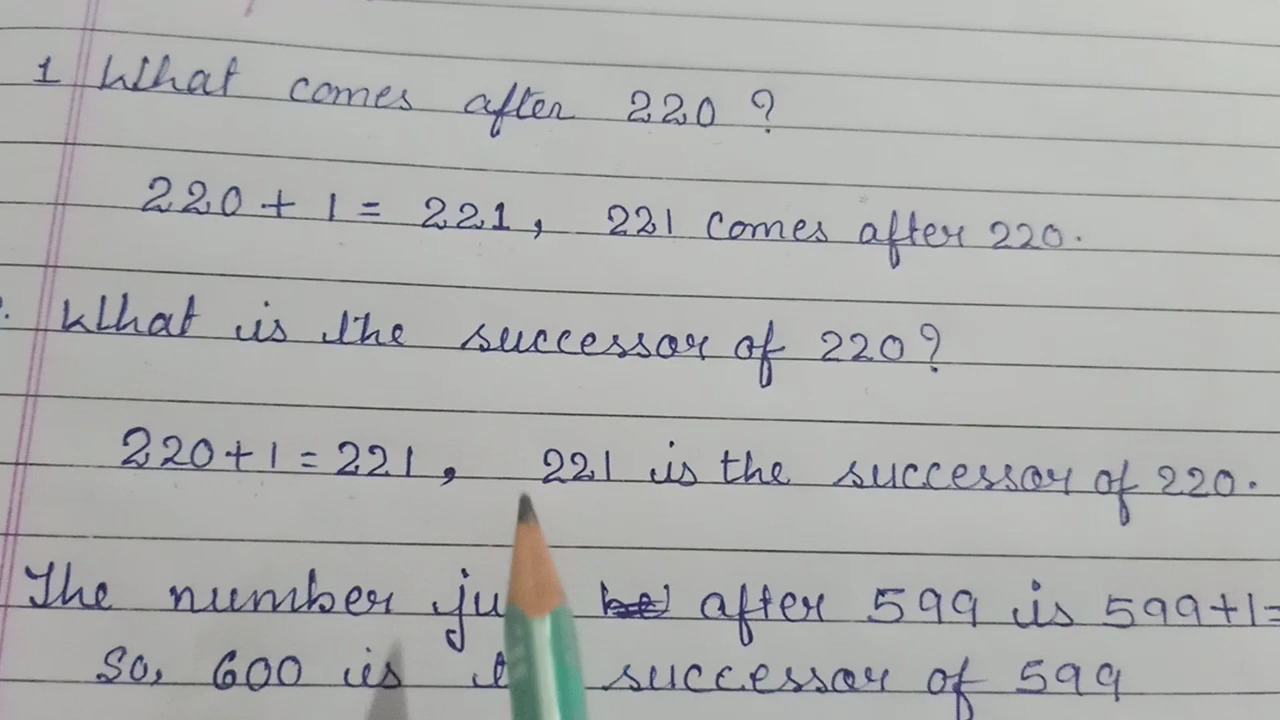 1 What comes after 220 ?
220 + 1 = 221, 221 comes after 220.
. What is the successor of 220?
220+1=221, 221 is the successor of 220.
The number after 599 is 599+1=
So, 600 is successor of 599